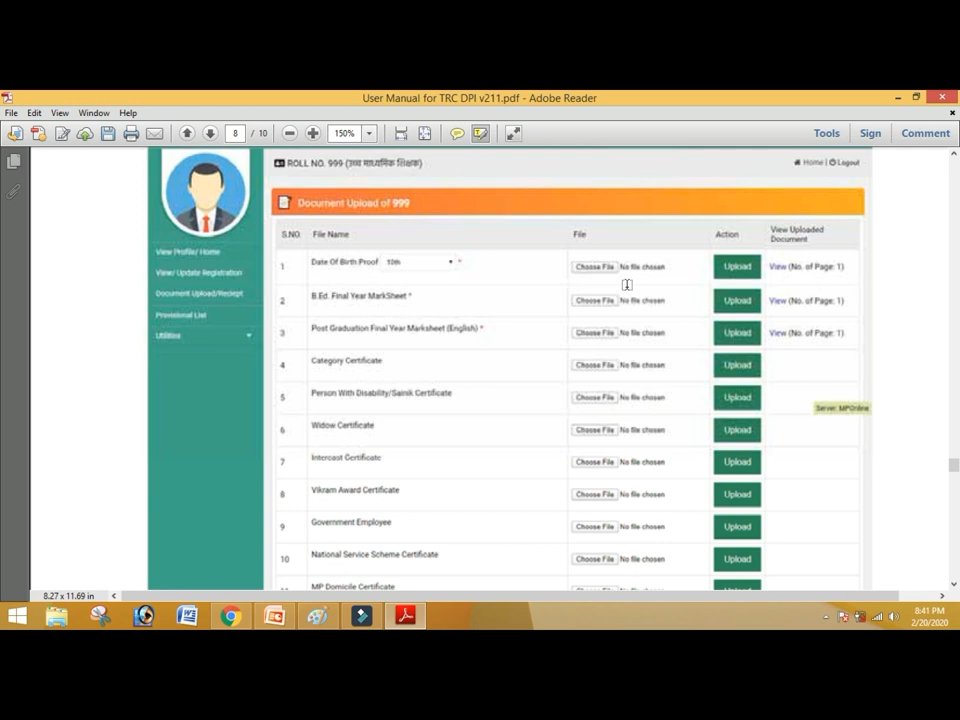 User Manual for TRC DPI v211.pdf - Adobe Reader
File Edit View Window Help
8 / 10 150% Tools Sign Comment
ROLL NO. 999 (उच्च माध्यमिक शिक्षक) Home | Logout
Document Upload of 999
View Profile/ Home
View/ Update Registration
Document Upload/Reciept
Provisional List
Utilities
S.NO. File Name File Action View Uploaded Document
1 Date Of Birth Proof 10th * Choose File No file chosen Upload View (No. of Page: 1)
2 B.Ed. Final Year MarkSheet * Choose File No file chosen Upload View (No. of Page: 1)
3 Post Graduation Final Year Marksheet (English) * Choose File No file chosen Upload View (No. of Page: 1)
4 Category Certificate Choose File No file chosen Upload
5 Person With Disability/Sainik Certificate Choose File No file chosen Upload
Server: MPOnline
6 Widow Certificate Choose File No file chosen Upload
7 Intercast Certificate Choose File No file chosen Upload
8 Vikram Award Certificate Choose File No file chosen Upload
9 Government Employee Choose File No file chosen Upload
10 National Service Scheme Certificate Choose File No file chosen Upload
MP Domicile Certificate
8.27 x 11.69 in
8:41 PM
2/20/2020